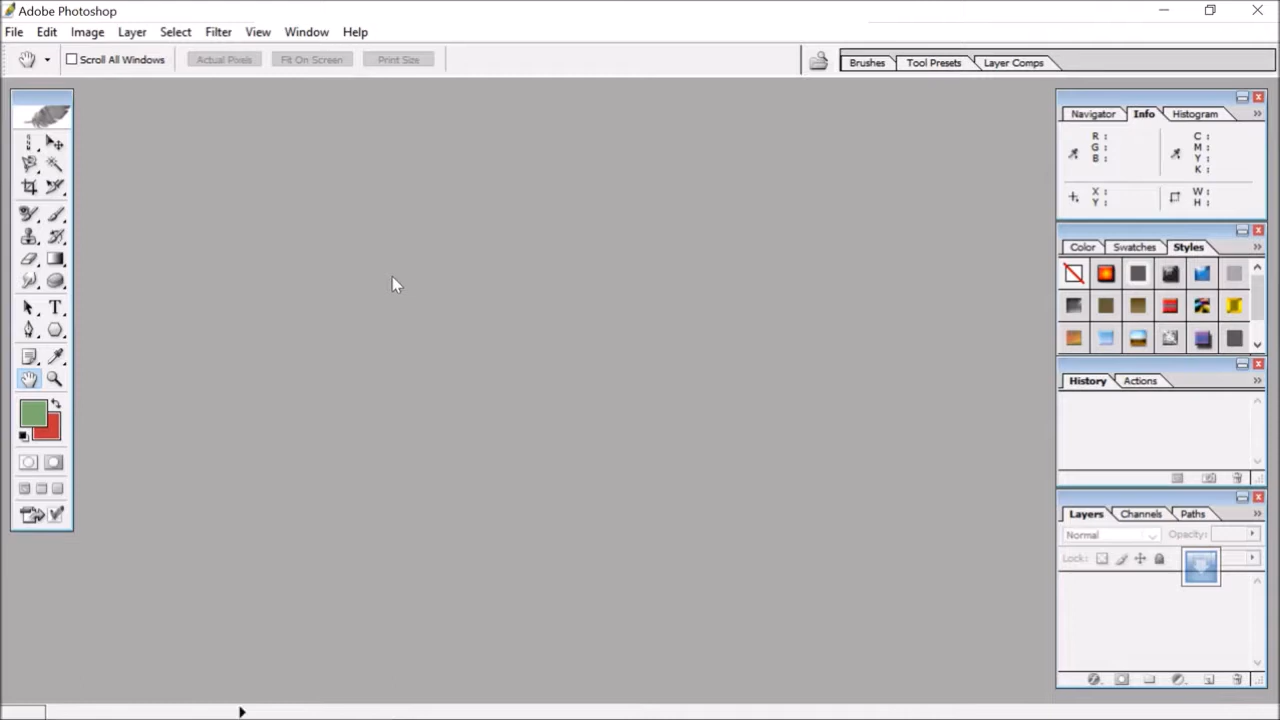 Adobe Photoshop
File Edit Image Layer Select Filter View Window Help
Scroll All Windows Actual Pixels Fit On Screen Print Size Brushes Tool Presets Layer Comps
Navigator Info Histogram
R : C :
G : M :
B : Y :
K :
X : W :
Y : H :
Color Swatches Styles
History Actions
Layers Channels Paths
Normal Opacity:
Lock:
T